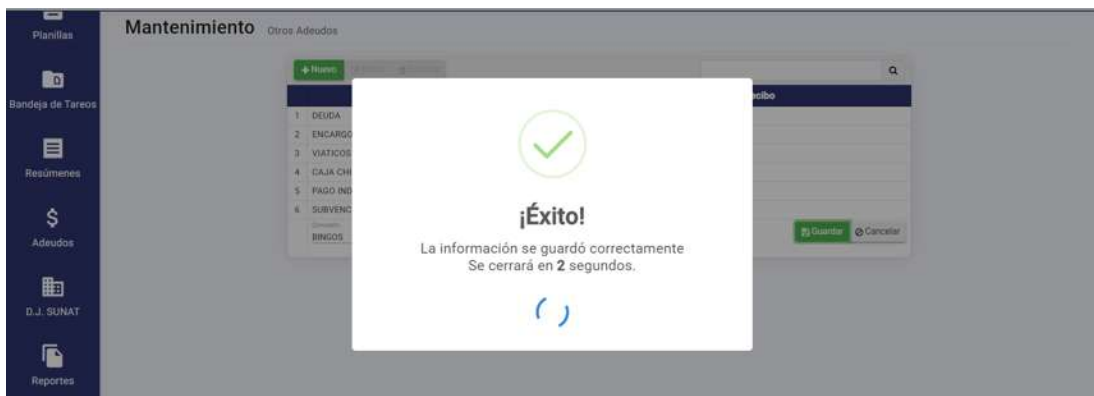 Planillas
Mantenimiento Otros Adeudos
Nuevo
Bandeja de Tareos
ecibo
1 DEUDA
2 ENCARGO
3 VIATICOS
4 CAJA CHI
5 PAGO IND
6 SUBVENC
Resúmenes
¡Éxito!
BINGOS
Guardar Cancelar
La información se guardó correctamente
Se cerrará en 2 segundos.
Adeudos
D.J. SUNAT
Reportes